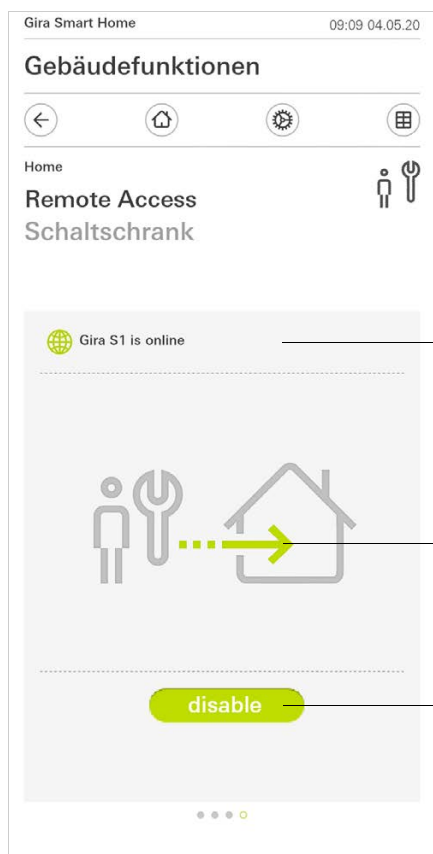 Gira Smart Home 09:09 04.05.20
Gebäudefunktionen
Home
Remote Access
Schaltschrank
Gira S1 is online
disable